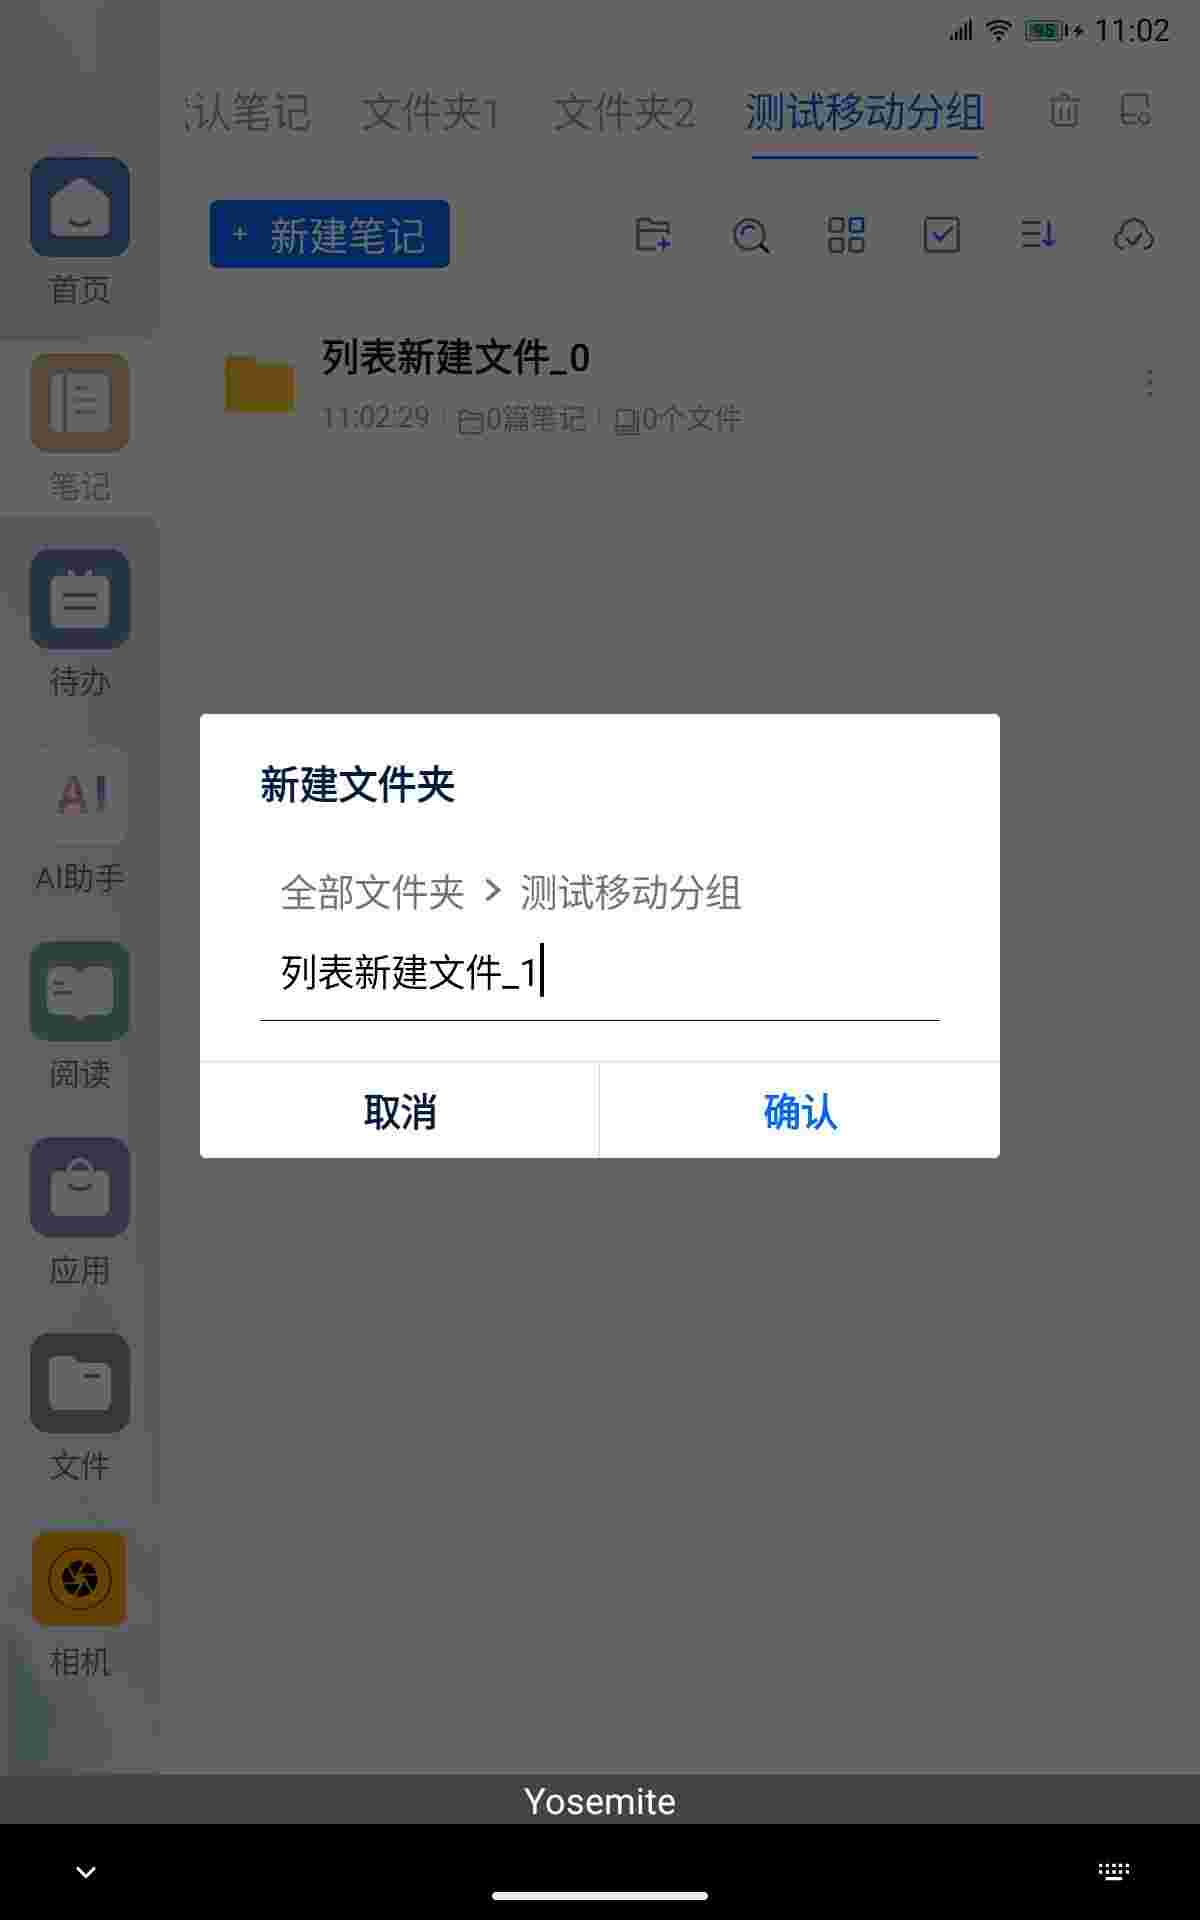 95 11:02
认笔记 文件夹1 文件夹2 测试移动分组
+ 新建笔记
首页
列表新建文件_0
11:02:29 0篇笔记 0个文件
笔记
待办
AI
AI助手
新建文件夹
全部文件夹 > 测试移动分组
列表新建文件_1
取消 确认
阅读
应用
文件
相机
Yosemite